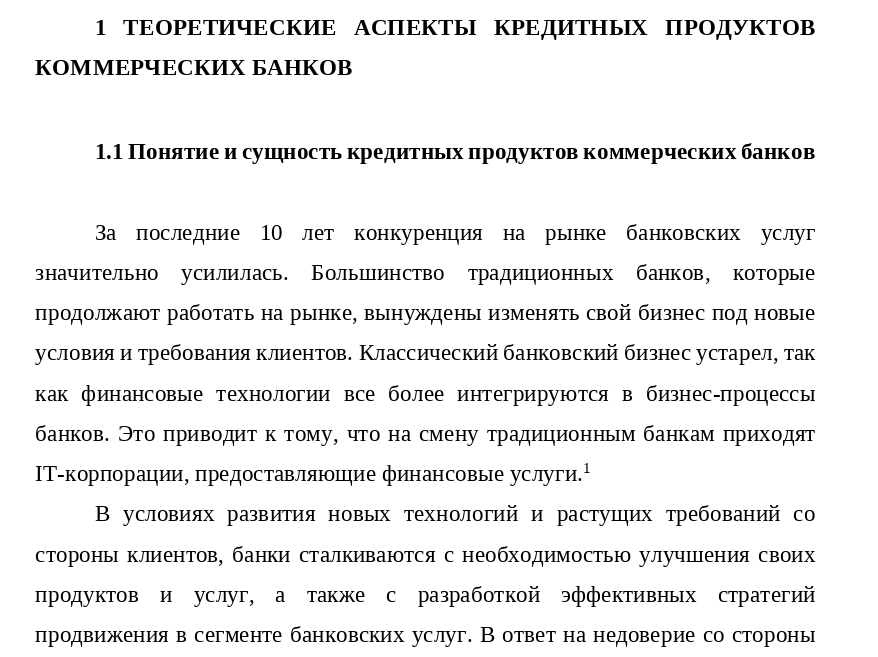 1 ТЕОРЕТИЧЕСКИЕ АСПЕКТЫ КРЕДИТНЫХ ПРОДУКТОВ
КОММЕРЧЕСКИХ БАНКОВ
1.1 Понятие и сущность кредитных продуктов коммерческих банков
За последние 10 лет конкуренция на рынке банковских услуг
значительно усилилась. Большинство традиционных банков, которые
продолжают работать на рынке, вынуждены изменять свой бизнес под новые
условия и требования клиентов. Классический банковский бизнес устарел, так
как финансовые технологии все более интегрируются в бизнес-процессы
банков. Это приводит к тому, что на смену традиционным банкам приходят
IT-корпорации, предоставляющие финансовые услуги.¹
В условиях развития новых технологий и растущих требований со
стороны клиентов, банки сталкиваются с необходимостью улучшения своих
продуктов и услуг, а также с разработкой эффективных стратегий
продвижения в сегменте банковских услуг. В ответ на недоверие со стороны